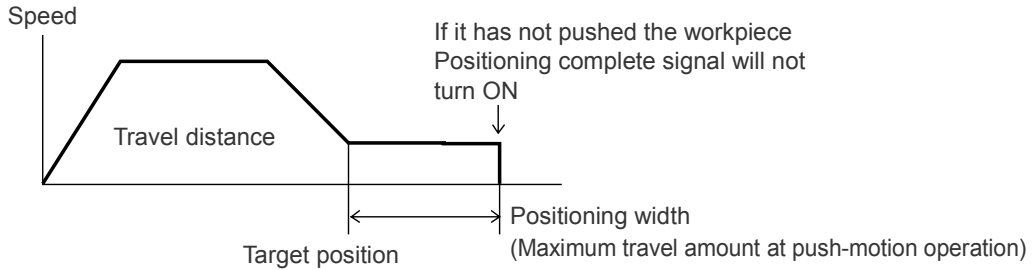 Speed
If it has not pushed the workpiece
Positioning complete signal will not
turn ON
Travel distance
Positioning width
(Maximum travel amount at push-motion operation)
Target position